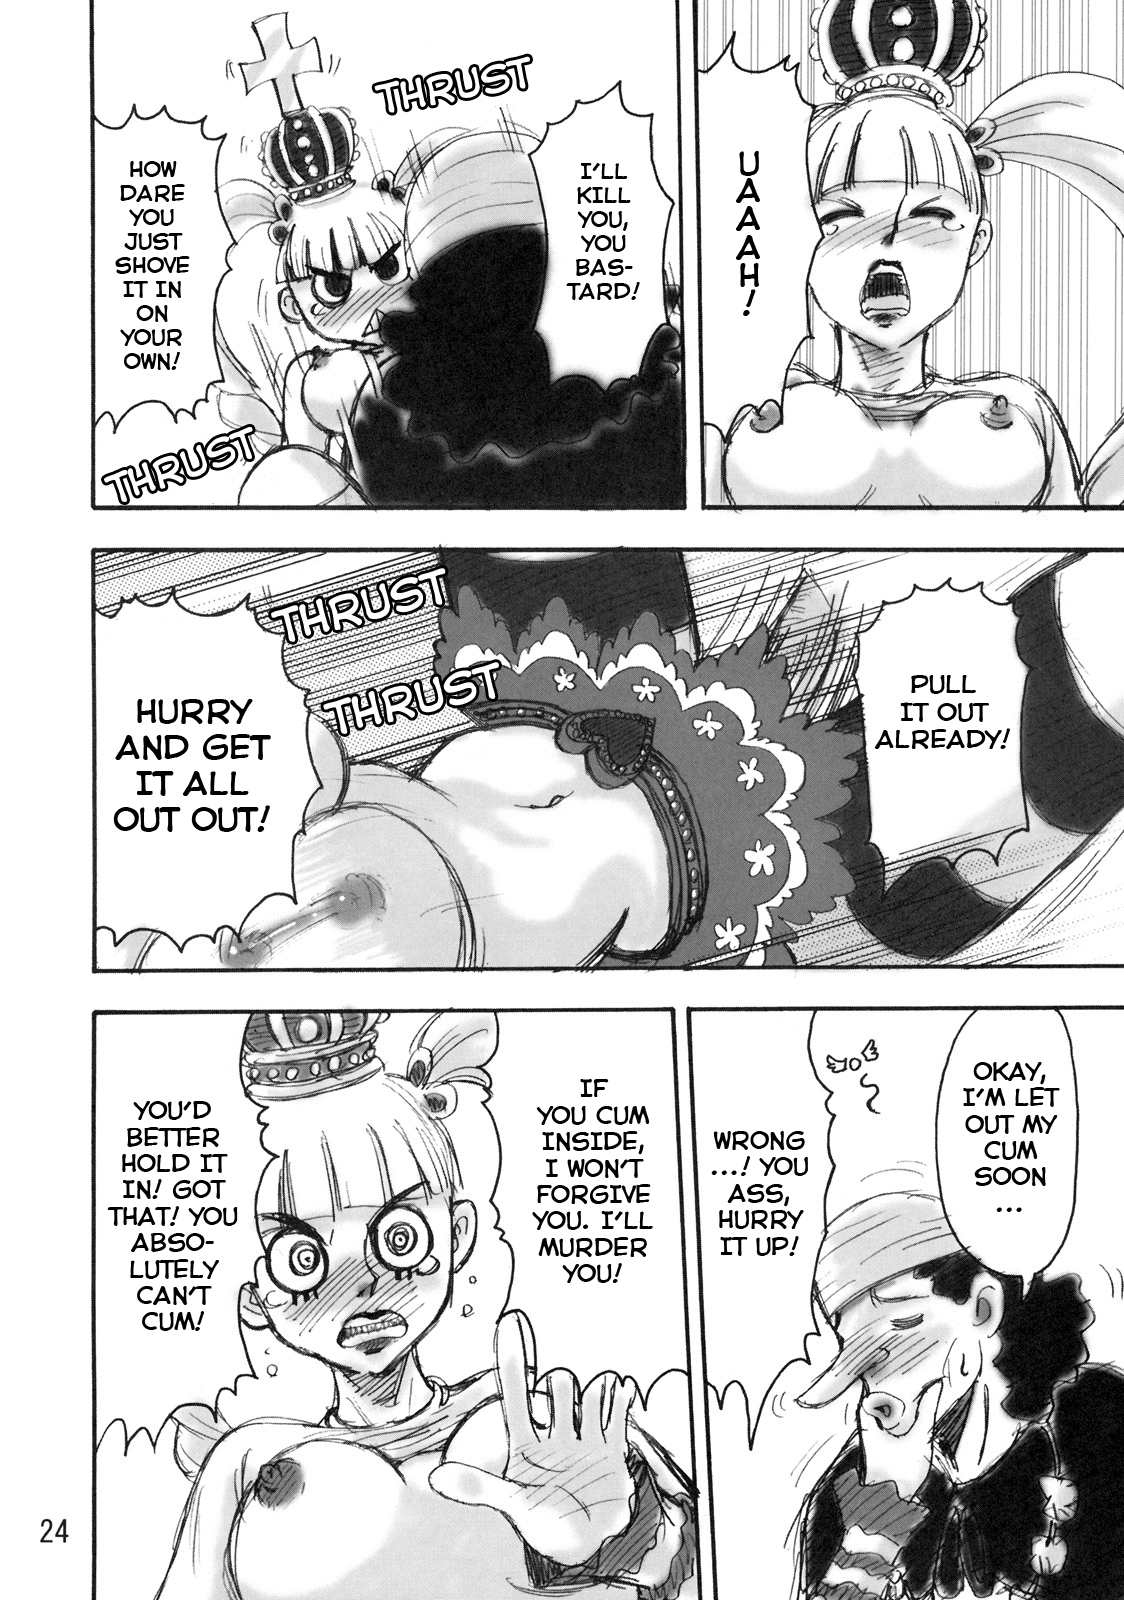 UAAAH!
I'LL
KILL
YOU,
YOU
BAS-
TARD!
THRUST
HOW
DARE
YOU
JUST
SHOVE
IT IN
ON
YOUR
OWN!
THRUST
PULL
IT OUT
ALREADY!
THRUST
THRUST
HURRY
AND GET
IT ALL
OUT OUT!
OKAY,
I'M LET
OUT MY
CUM
SOON
...
WRONG
...! YOU
ASS,
HURRY
IT UP!
IF
YOU CUM
INSIDE,
I WON'T
FORGIVE
YOU. I'LL
MURDER
YOU!
YOU'D
BETTER
HOLD IT
IN! GOT
THAT! YOU
ABSO-
LUTELY
CAN'T
CUM!
24